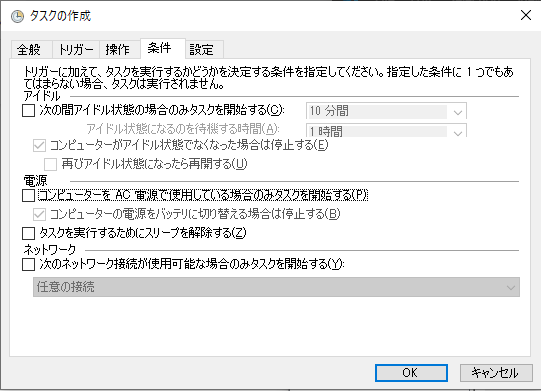 タスクの作成
全般 トリガー 操作 条件 設定
トリガーに加えて、タスクを実行するかどうかを決定する条件を指定してください。指定した条件に 1 つでもあ
てはまらない場合、タスクは実行されません。
アイドル
次の間アイドル状態の場合のみタスクを開始する(C): 10 分間
アイドル状態になるのを待機する時間(A): 1 時間
コンピューターがアイドル状態でなくなった場合は停止する(E)
再びアイドル状態になったら再開する(U)
電源
コンピューターを AC 電源で使用している場合のみタスクを開始する(P)
コンピューターの電源をバッテリに切り替える場合は停止する(B)
タスクを実行するためにスリープを解除する(Z)
ネットワーク
次のネットワーク接続が使用可能な場合のみタスクを開始する(Y):
任意の接続
OK キャンセル